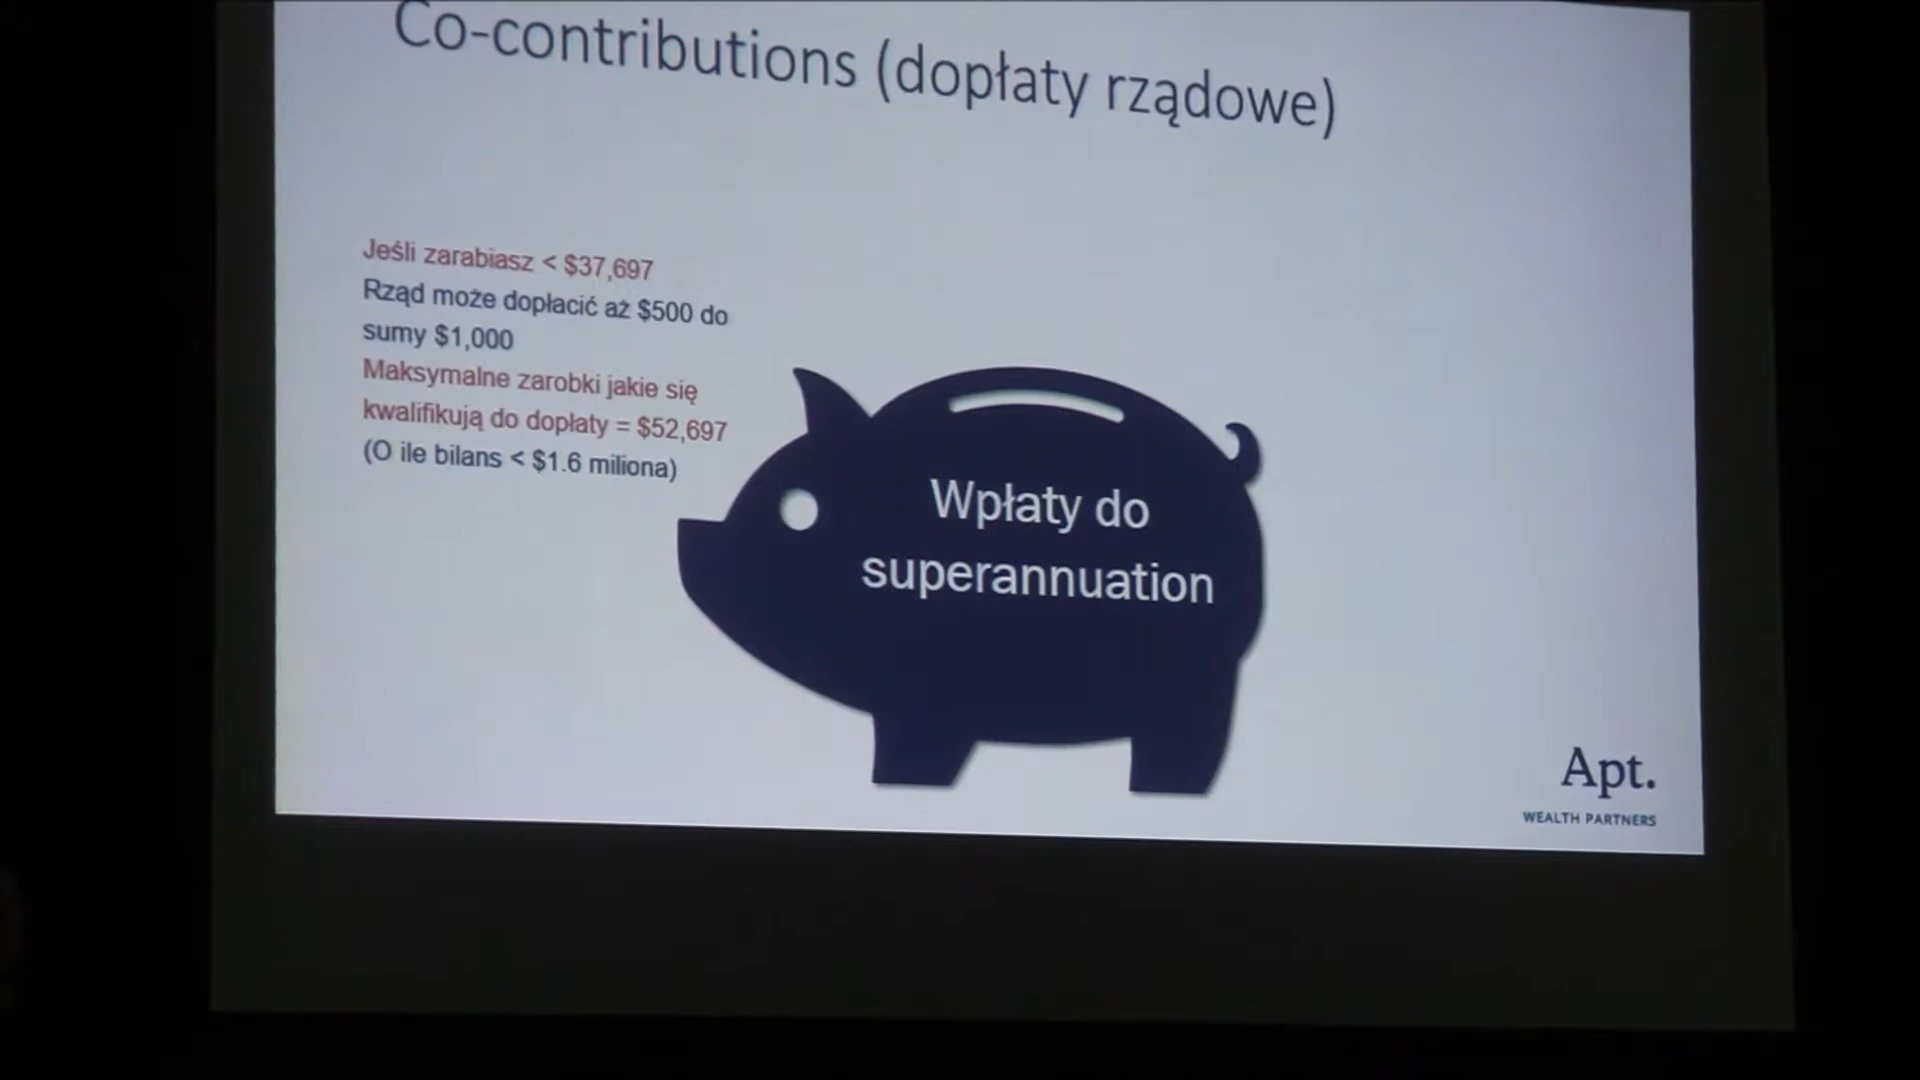 Co-contributions (dopłaty rządowe)
Jeśli zarabiasz < $37,697
Rząd może dopłacić aż $500 do
sumy $1,000
Maksymalne zarobki jakie się
kwalifikują do dopłaty = $52,697
(O ile bilans < $1.6 miliona)
Wpłaty do
superannuation
Apt.
WEALTH PARTNERS